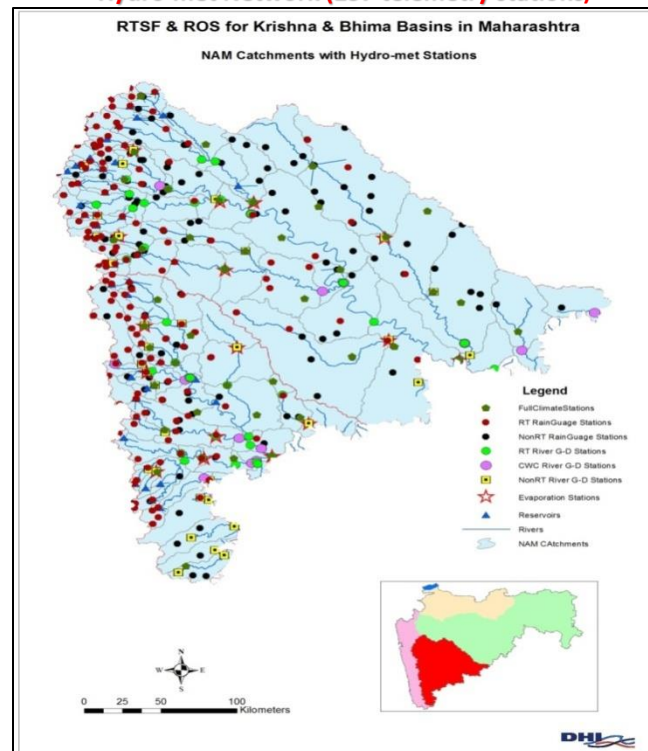 RTSF & ROS for Krishna & Bhima Basins in Maharashtra
NAM Catchments with Hydro-met Stations
Legend
FullClimateStations
RT RainGuage Stations
NonRT RainGuage Stations
RT River G-D Stations
CWC River G-D Stations
NonRT River G-D Stations
Evaporation Stations
Reservoirs
Rivers
NAM CAtchments
N
W E
S
0 25 50 100
Kilometers
DHI